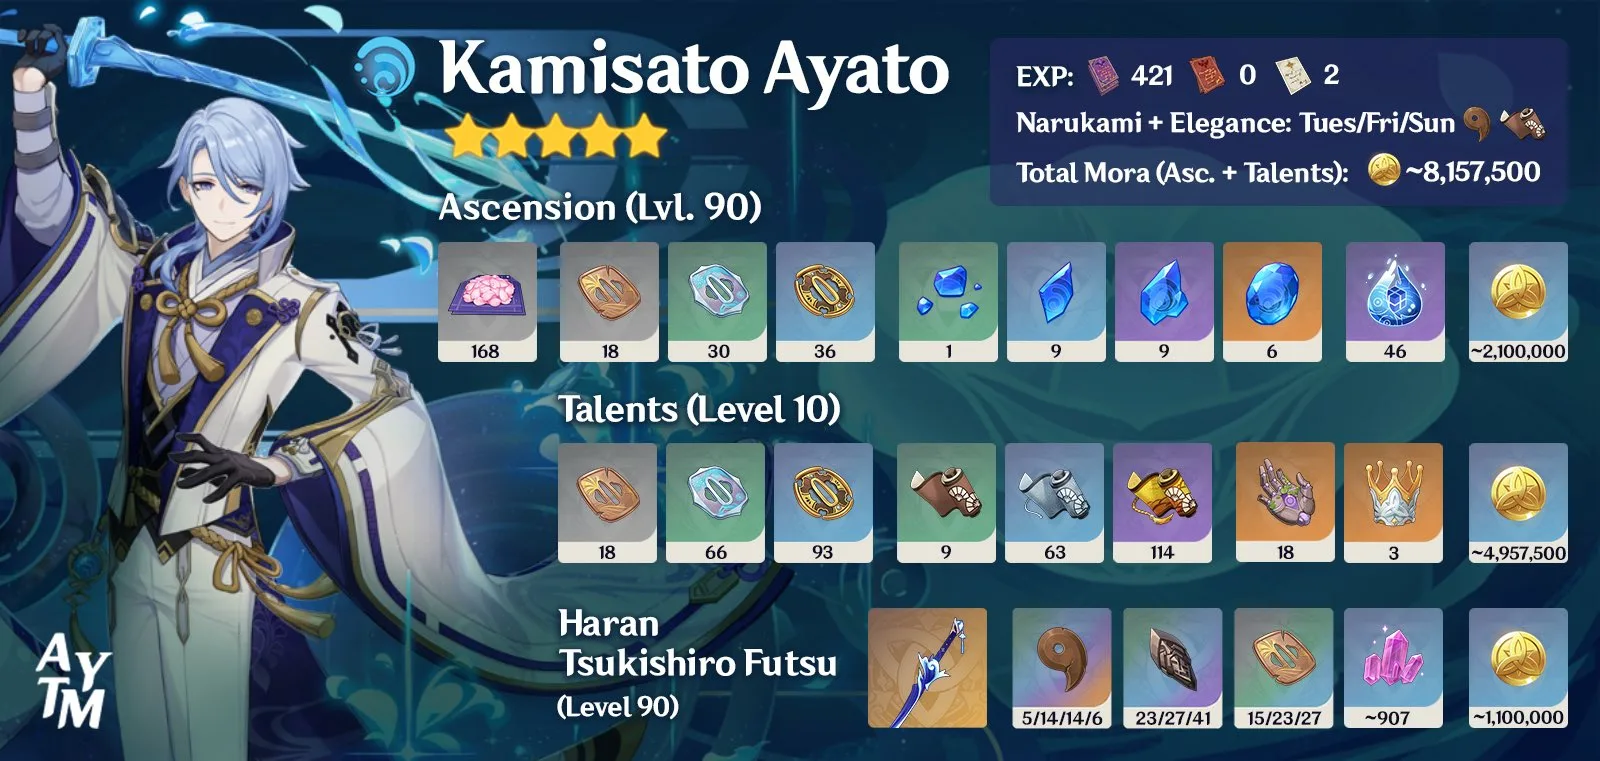 Kamisato Ayato
EXP: 421 0 2
Narukami + Elegance: Tues/Fri/Sun
Total Mora (Asc. + Talents): ~8,157,500
Ascension (Lvl. 90)
168 18 30 36 1 9 9 6 46 ~2,100,000
Talents (Level 10)
18 66 93 9 63 114 18 3 ~4,957,500
Haran
Tsukishiro Futsu
(Level 90)
5/14/14/6 23/27/41 15/23/27 ~907 ~1,100,000
AYTM